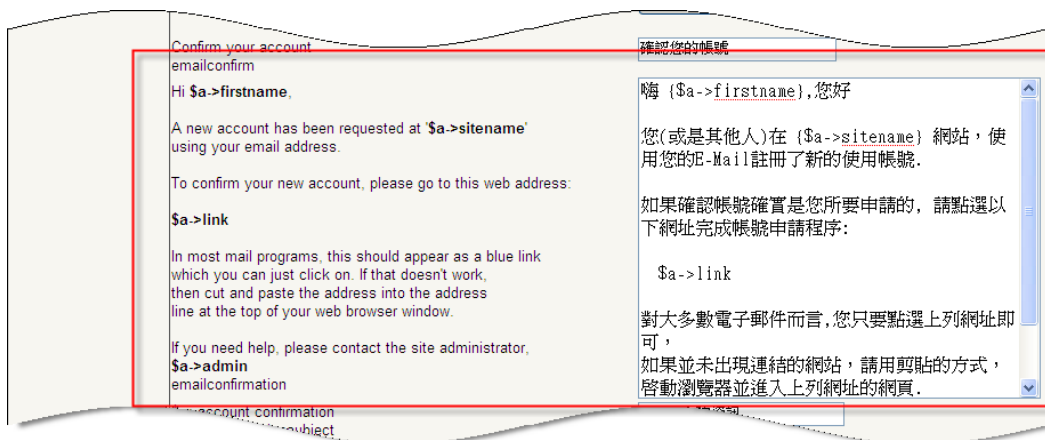 Confirm your account
emailconfirm
確認您的帳號
Hi $a->firstname,
A new account has been requested at '$a->sitename'
using your email address.
To confirm your new account, please go to this web address:
$a->link
In most mail programs, this should appear as a blue link
which you can just click on. If that doesn't work,
then cut and paste the address into the address
line at the top of your web browser window.
If you need help, please contact the site administrator,
$a->admin
emailconfirmation
嗨 {$a->firstname},您好
您(或是其他人)在 {$a->sitename} 網站，使
用您的E-Mail註冊了新的使用帳號.
如果確認帳號確實是您所要申請的, 請點選以
下網址完成帳號申請程序:
$a->link
對大多數電子郵件而言,您只要點選上列網址即
可，
如果並未出現連結的網站，請用剪貼的方式，
啓動瀏覽器並進入上列網址的網頁.
account confirmation